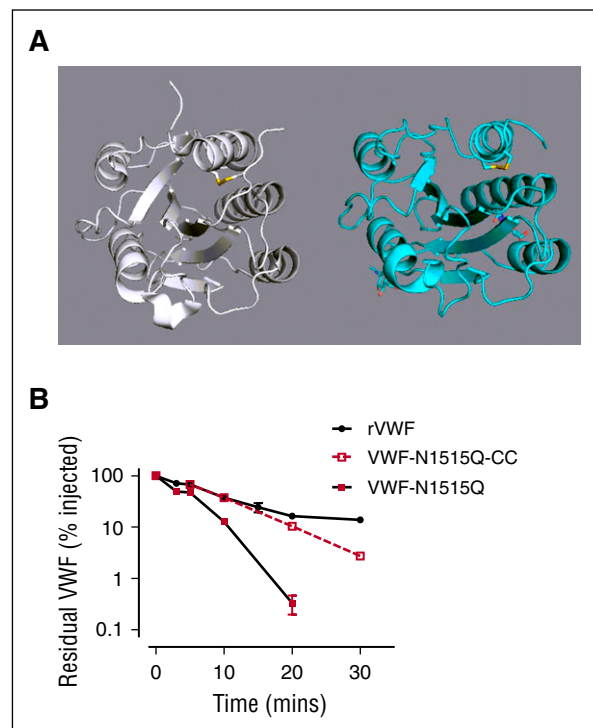 A
B
rVWF
VWF-N1515Q-CC
VWF-N1515Q
Residual VWF (% injected)
100
10
1
0.1
0 10 20 30
Time (mins)